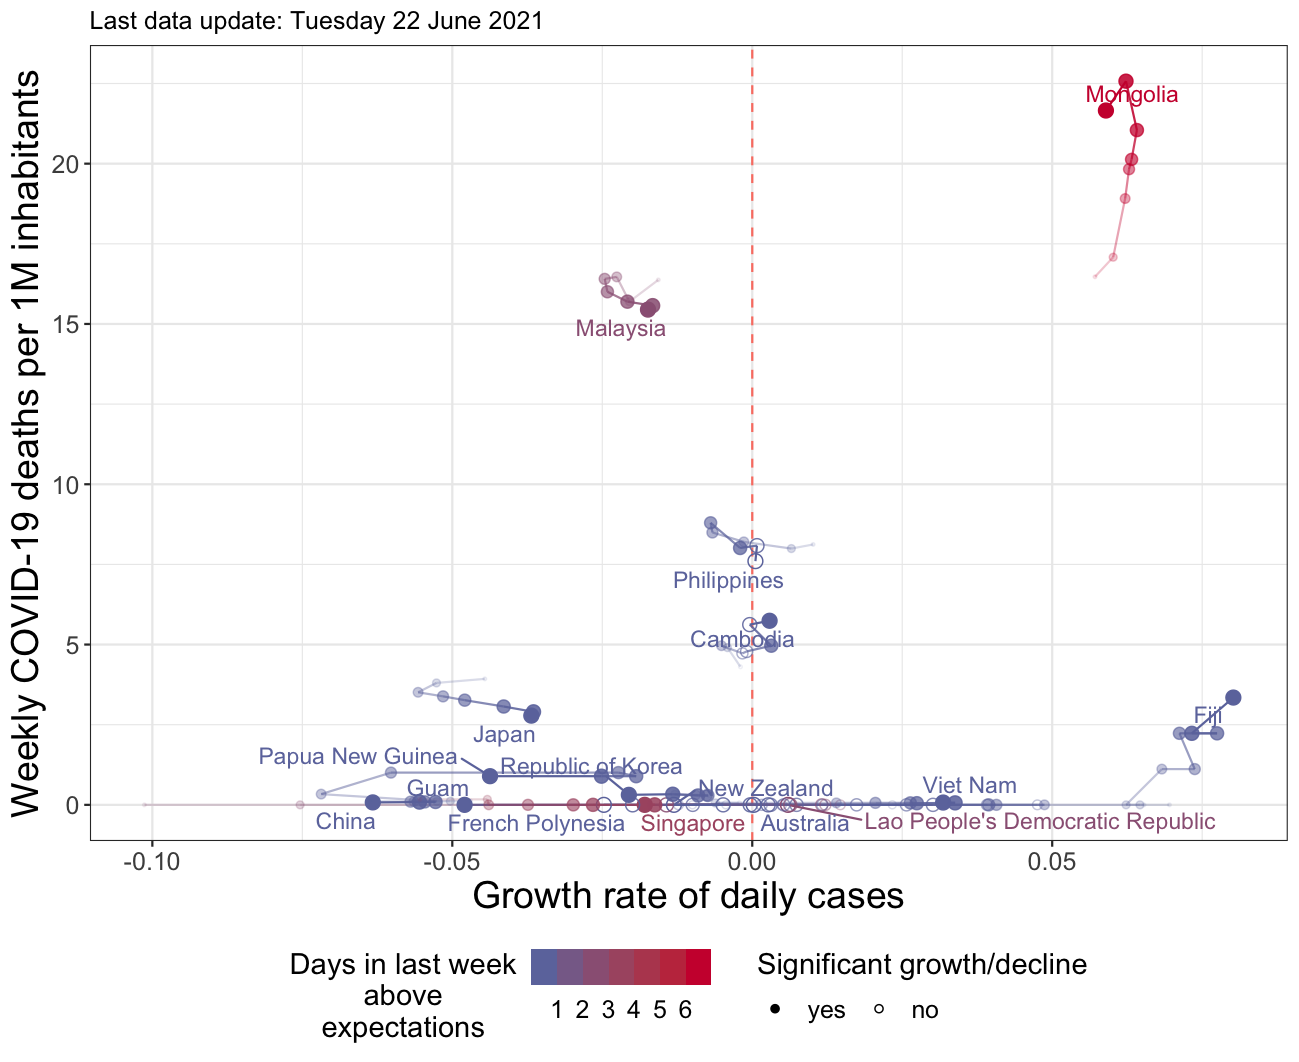 Last data update: Tuesday 22 June 2021
Weekly COVID-19 deaths per 1M inhabitants
20
15
10
5
0
Mongolia
Malaysia
Philippines
Cambodia
Fiji
Japan
Papua New Guinea
Republic of Korea
Guam
New Zealand
Viet Nam
China
French Polynesia
Singapore
Australia
Lao People's Democratic Republic
-0.10
-0.05
0.00
0.05
Growth rate of daily cases
Days in last week
above
expectations
1 2 3 4 5 6
Significant growth/decline
yes
no